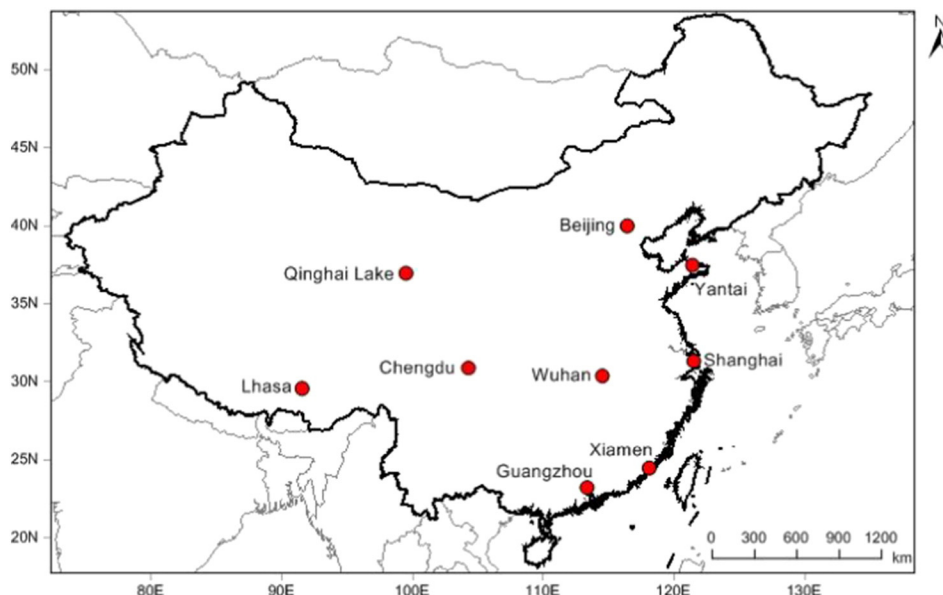 N
50N
45N
40N
35N
30N
25N
20N
Beijing
Qinghai Lake
Yantai
Chengdu
Shanghai
Lhasa
Wuhan
Xiamen
Guangzhou
0 300 600 900 1200
km
80E 90E 100E 110E 120E 130E